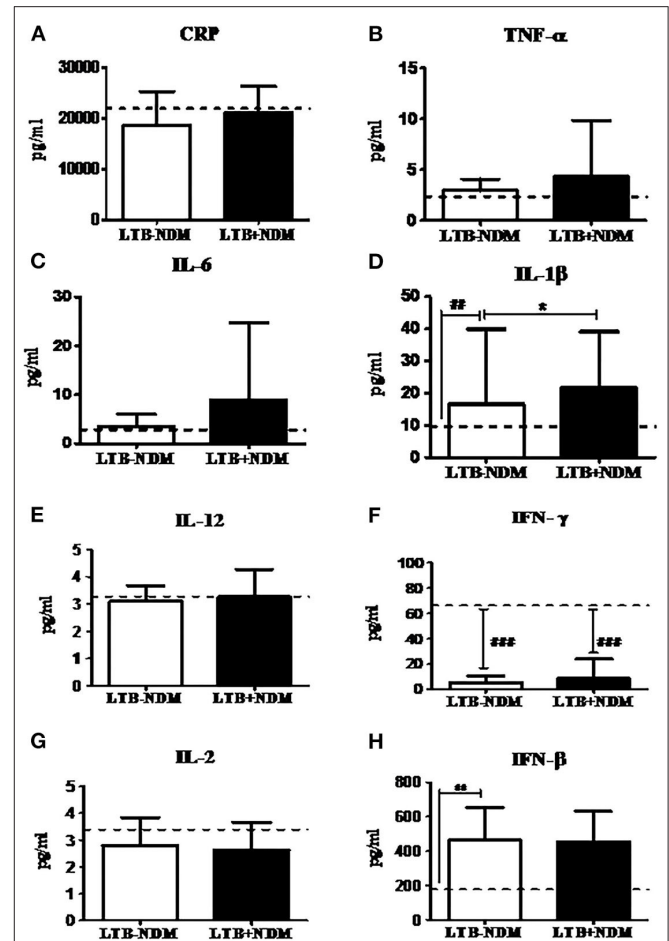 A
CRP
pg/ml
30000
20000
10000
0
LTB-NDM LTB+NDM
B
TNF-α
pg/ml
15
10
5
0
LTB-NDM LTB+NDM
C
IL-6
pg/ml
30
20
10
0
LTB-NDM LTB+NDM
D
IL-1β
pg/ml
50
40
30
20
10
0
##
*
LTB-NDM LTB+NDM
E
IL-12
pg/ml
5
4
3
2
1
0
LTB-NDM LTB+NDM
F
IFN- γ
pg/ml
100
80
60
40
20
0
###
###
LTB-NDM LTB+NDM
G
IL-2
pg/ml
5
4
3
2
1
0
LTB-NDM LTB+NDM
H
IFN-β
pg/ml
600
400
200
0
LTB-NDM LTB+NDM